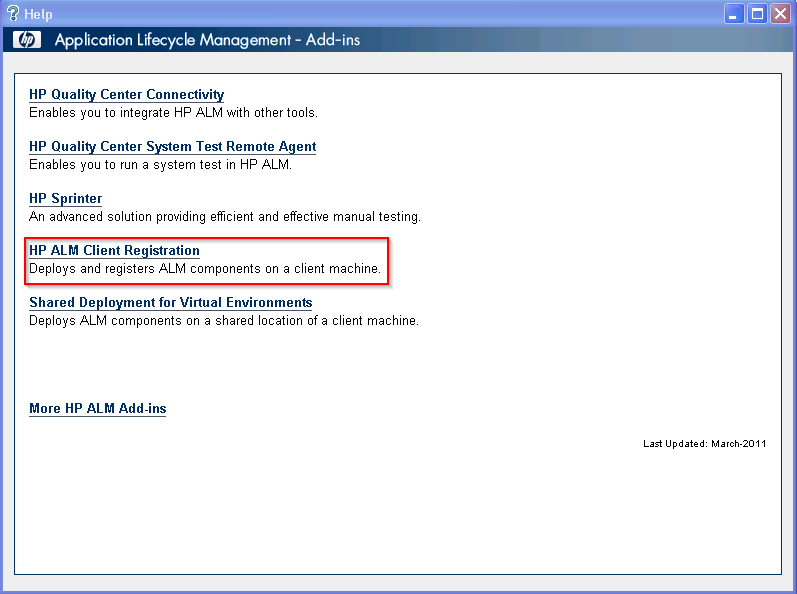 Help
hp Application Lifecycle Management - Add-ins
HP Quality Center Connectivity
Enables you to integrate HP ALM with other tools.
HP Quality Center System Test Remote Agent
Enables you to run a system test in HP ALM.
HP Sprinter
An advanced solution providing efficient and effective manual testing.
HP ALM Client Registration
Deploys and registers ALM components on a client machine.
Shared Deployment for Virtual Environments
Deploys ALM components on a shared location of a client machine.
More HP ALM Add-ins
Last Updated: March-2011